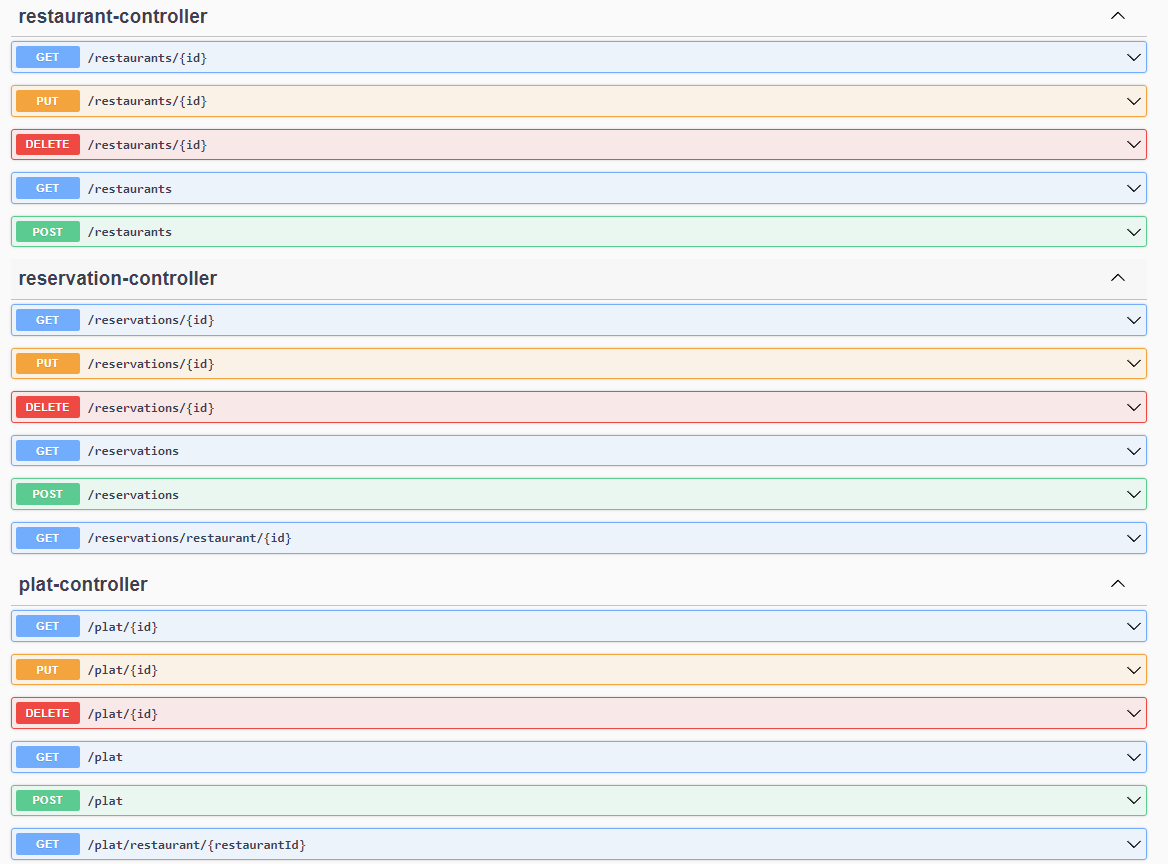 restaurant-controller
GET /restaurants/{id}
PUT /restaurants/{id}
DELETE /restaurants/{id}
GET /restaurants
POST /restaurants
reservation-controller
GET /reservations/{id}
PUT /reservations/{id}
DELETE /reservations/{id}
GET /reservations
POST /reservations
GET /reservations/restaurant/{id}
plat-controller
GET /plat/{id}
PUT /plat/{id}
DELETE /plat/{id}
GET /plat
POST /plat
GET /plat/restaurant/{restaurantId}